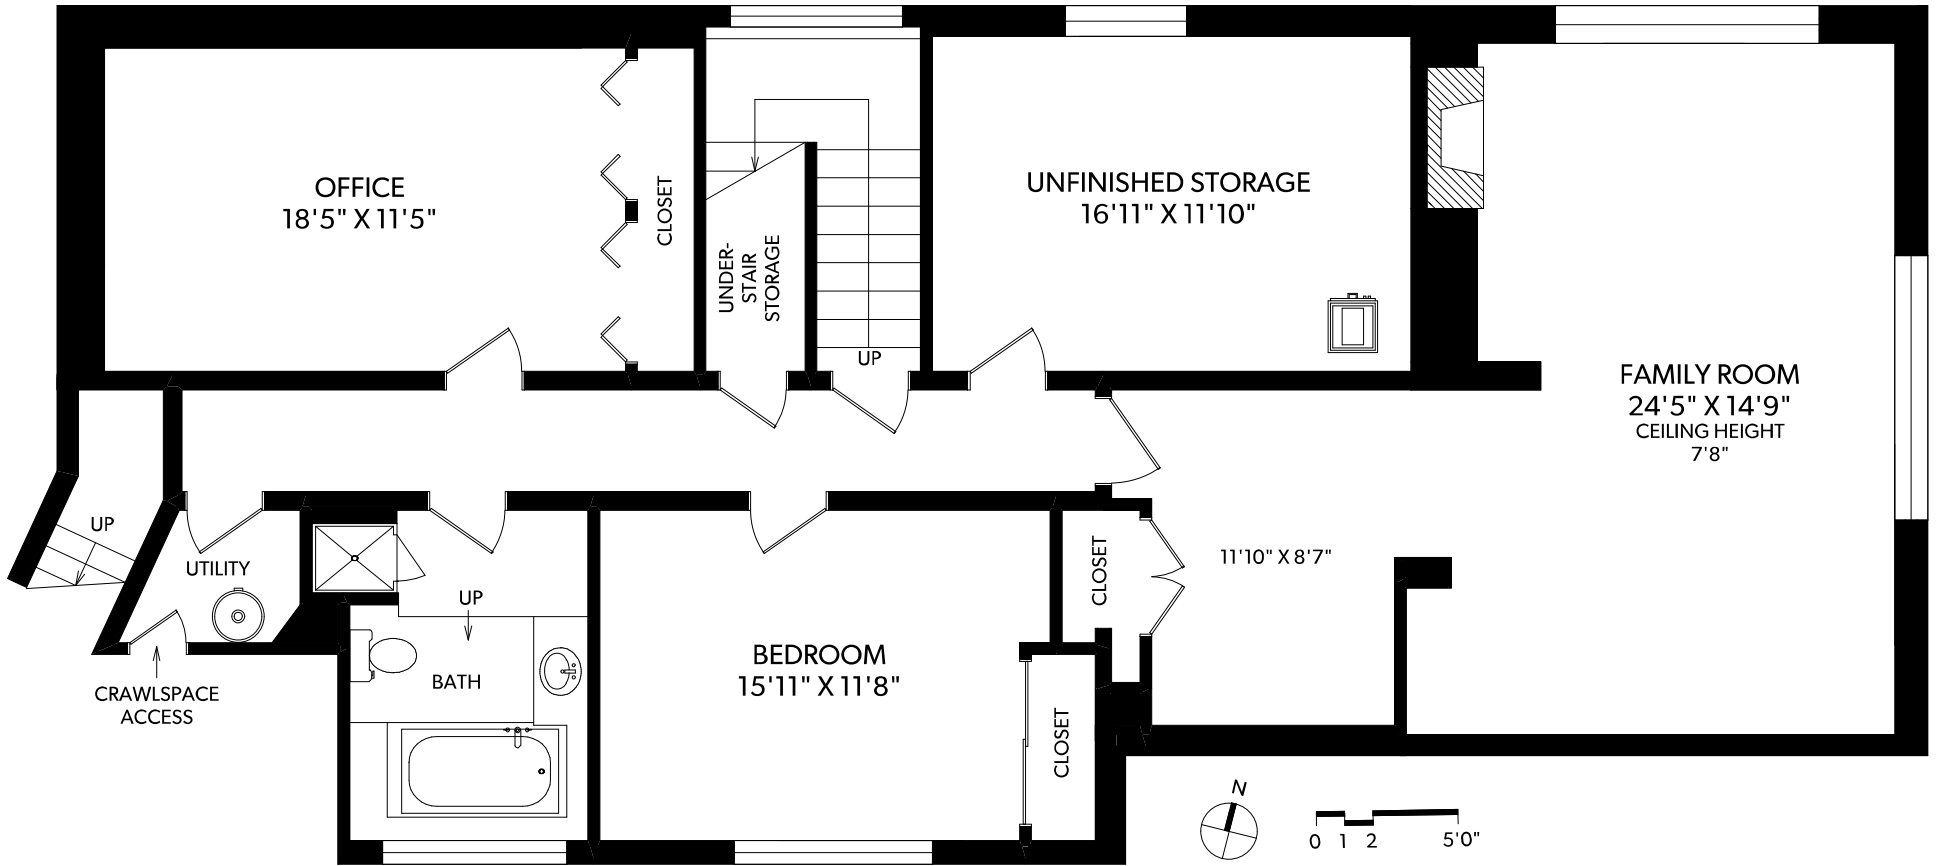 OFFICE
18'5" X 11'5"
CLOSET
UNDER-
STAIR
STORAGE
UP
UNFINISHED STORAGE
16'11" X 11'10"
FAMILY ROOM
24'5" X 14'9"
CEILING HEIGHT
7'8"
UP
UTILITY
CRAWLSPACE
ACCESS
UP
BATH
BEDROOM
15'11" X 11'8"
CLOSET
CLOSET
11'10" X 8'7"
N
0 1 2 5'0"